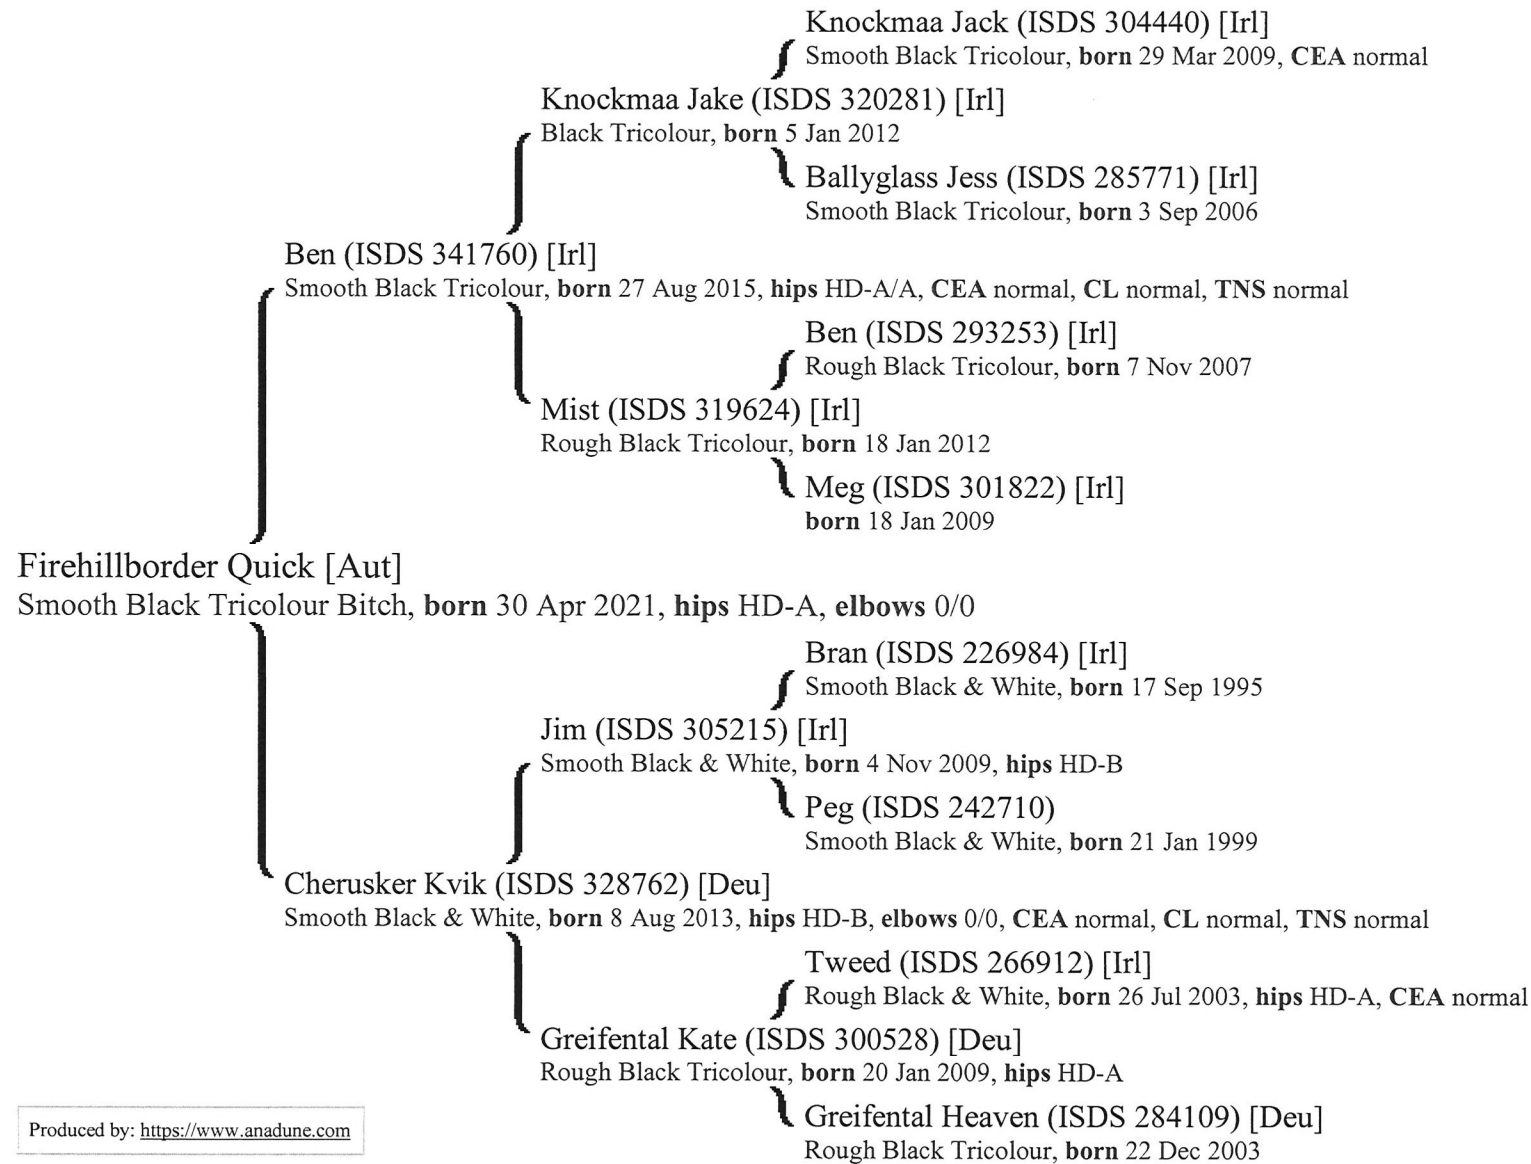 Knockmaa Jack (ISDS 304440) [Irl]
Smooth Black Tricolour, born 29 Mar 2009, CEA normal
Knockmaa Jake (ISDS 320281) [Irl]
Black Tricolour, born 5 Jan 2012
Ballyglass Jess (ISDS 285771) [Irl]
Smooth Black Tricolour, born 3 Sep 2006
Ben (ISDS 341760) [Irl]
Smooth Black Tricolour, born 27 Aug 2015, hips HD-A/A, CEA normal, CL normal, TNS normal
Ben (ISDS 293253) [Irl]
Rough Black Tricolour, born 7 Nov 2007
Mist (ISDS 319624) [Irl]
Rough Black Tricolour, born 18 Jan 2012
Meg (ISDS 301822) [Irl]
born 18 Jan 2009
Firehillborder Quick [Aut]
Smooth Black Tricolour Bitch, born 30 Apr 2021, hips HD-A, elbows 0/0
Bran (ISDS 226984) [Irl]
Smooth Black & White, born 17 Sep 1995
Jim (ISDS 305215) [Irl]
Smooth Black & White, born 4 Nov 2009, hips HD-B
Peg (ISDS 242710)
Smooth Black & White, born 21 Jan 1999
Cherusker Kvik (ISDS 328762) [Deu]
Smooth Black & White, born 8 Aug 2013, hips HD-B, elbows 0/0, CEA normal, CL normal, TNS normal
Tweed (ISDS 266912) [Irl]
Rough Black & White, born 26 Jul 2003, hips HD-A, CEA normal
Greifental Kate (ISDS 300528) [Deu]
Rough Black Tricolour, born 20 Jan 2009, hips HD-A
Greifental Heaven (ISDS 284109) [Deu]
Rough Black Tricolour, born 22 Dec 2003
Produced by: https://www.anadune.com